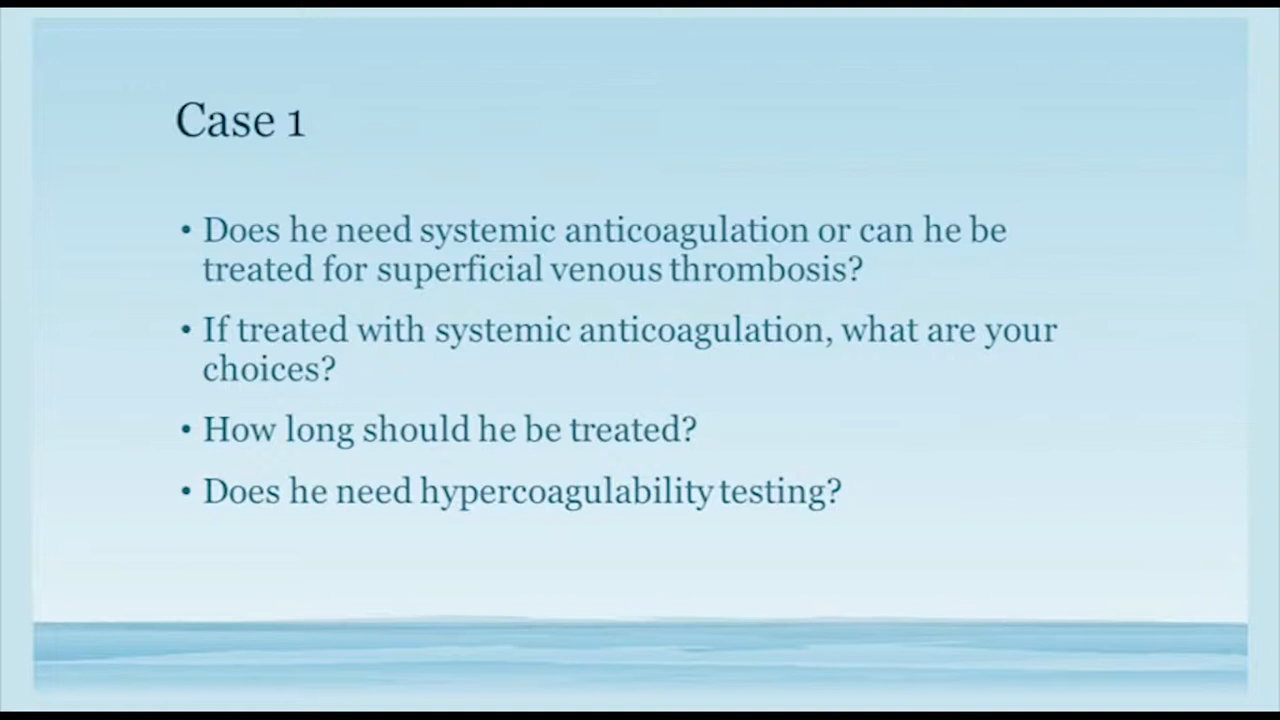 Case 1
• Does he need systemic anticoagulation or can he be
treated for superficial venous thrombosis?
• If treated with systemic anticoagulation, what are your
choices?
• How long should he be treated?
• Does he need hypercoagulability testing?